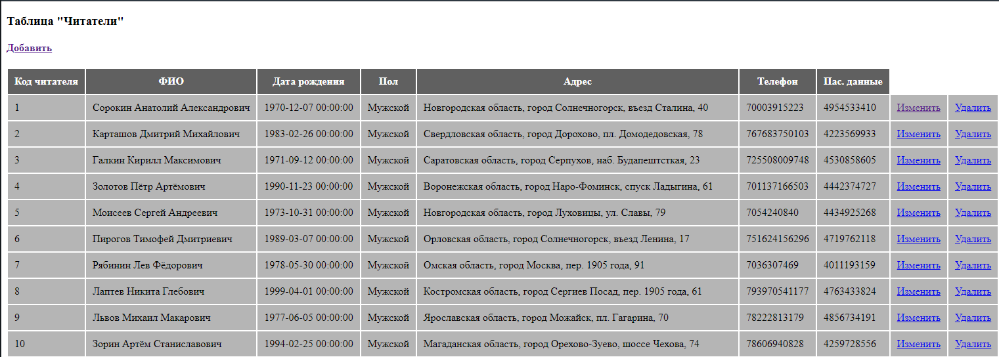 Таблица "Читатели"
Добавить
Код читателя ФИО Дата рождения Пол Адрес Телефон Пас. данные
1 Сорокин Анатолий Александрович 1970-12-07 00:00:00 Мужской Новгородская область, город Солнечногорск, въезд Сталина, 40 70003915223 4954533410 Изменить Удалить
2 Карташов Дмитрий Михайлович 1983-02-26 00:00:00 Мужской Свердловская область, город Дорохово, пл. Домодедовская, 78 767683750103 4223569933 Изменить Удалить
3 Галкин Кирилл Максимович 1971-09-12 00:00:00 Мужской Саратовская область, город Серпухов, наб. Будапештсткая, 23 725508009748 4530858605 Изменить Удалить
4 Золотов Пётр Артёмович 1990-11-23 00:00:00 Мужской Воронежская область, город Наро-Фоминск, спуск Ладыгина, 61 701137166503 4442374727 Изменить Удалить
5 Моисеев Сергей Андреевич 1973-10-31 00:00:00 Мужской Новгородская область, город Луховицы, ул. Славы, 79 7054240840 4434925268 Изменить Удалить
6 Пирогов Тимофей Дмитриевич 1989-03-07 00:00:00 Мужской Орловская область, город Солнечногорск, въезд Ленина, 17 751624156296 4719762118 Изменить Удалить
7 Рябинин Лев Фёдорович 1978-05-30 00:00:00 Мужской Омская область, город Москва, пер. 1905 года, 91 7036307469 4011193159 Изменить Удалить
8 Лаптев Никита Глебович 1999-04-01 00:00:00 Мужской Костромская область, город Сергиев Посад, пер. 1905 года, 61 793970541177 4763433824 Изменить Удалить
9 Львов Михаил Макарович 1977-06-05 00:00:00 Мужской Ярославская область, город Можайск, пл. Гагарина, 70 78222813179 4856734191 Изменить Удалить
10 Зорин Артём Станиславович 1994-02-25 00:00:00 Мужской Магаданская область, город Орехово-Зуево, шоссе Чехова, 74 78606940828 4259728556 Изменить Удалить